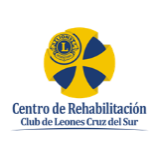 L
Centro de Rehabilitación
Club de Leones Cruz del Sur